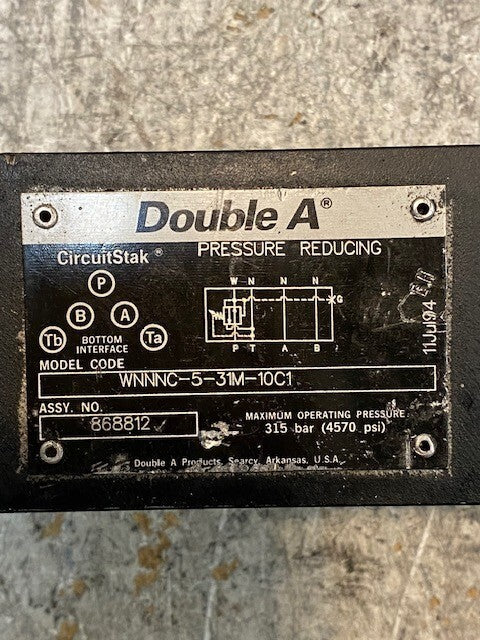 Double A®
CircuitStak®
PRESSURE REDUCING
P
B A
Tb Ta
BOTTOM
INTERFACE
W N N N
G
P T A B
11Jul94
MODEL CODE
WNNNC-5-31M-10C1
ASSY. NO.
868812
MAXIMUM OPERATING PRESSURE
315 bar (4570 psi)
Double A Products, Searcy, Arkansas, U.S.A.